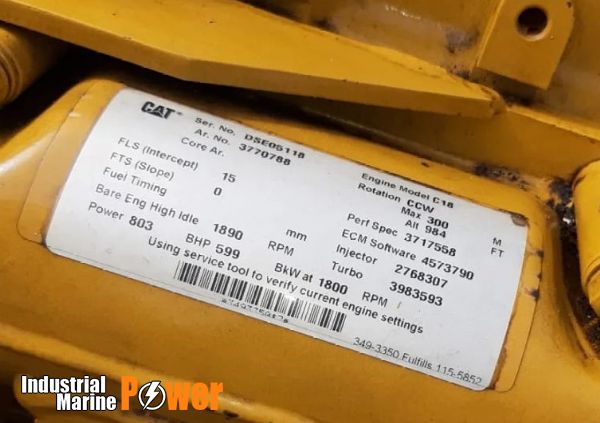 CAT Ser. No. DSE05118
Ar. No. 3770788
Core Ar.
Engine Model C18
FLS (Intercept) 15 Rotation CCW
FTS (Slope) 0 Max 300 M
Fuel Timing Alt 984 FT
Perf Spec 3717558
Bare Eng High Idle 1890 mm ECM Software 4573790
RPM Injector 2768307
Power 803 BHP 599 BkW at 1800 RPM Turbo 3983593
Using service tool to verify current engine settings
349-3350 Fulfills 115-5852
Industrial
Marine Power